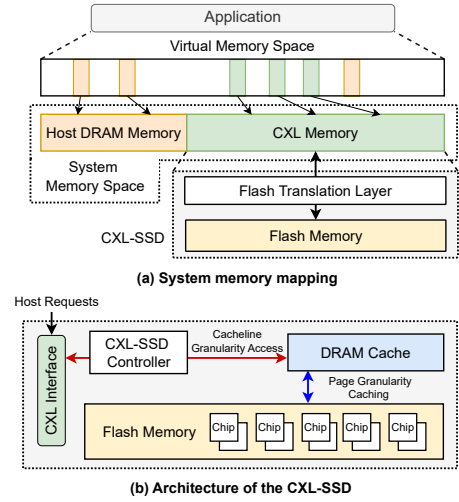 Application
Virtual Memory Space
Host DRAM Memory
CXL Memory
System
Memory Space
Flash Translation Layer
CXL-SSD
Flash Memory
(a) System memory mapping
Host Requests
CXL Interface
CXL-SSD
Controller
Cacheline
Granularity Access
DRAM Cache
Page Granularity
Caching
Flash Memory
Chip
Chip
Chip
Chip
Chip
(b) Architecture of the CXL-SSD